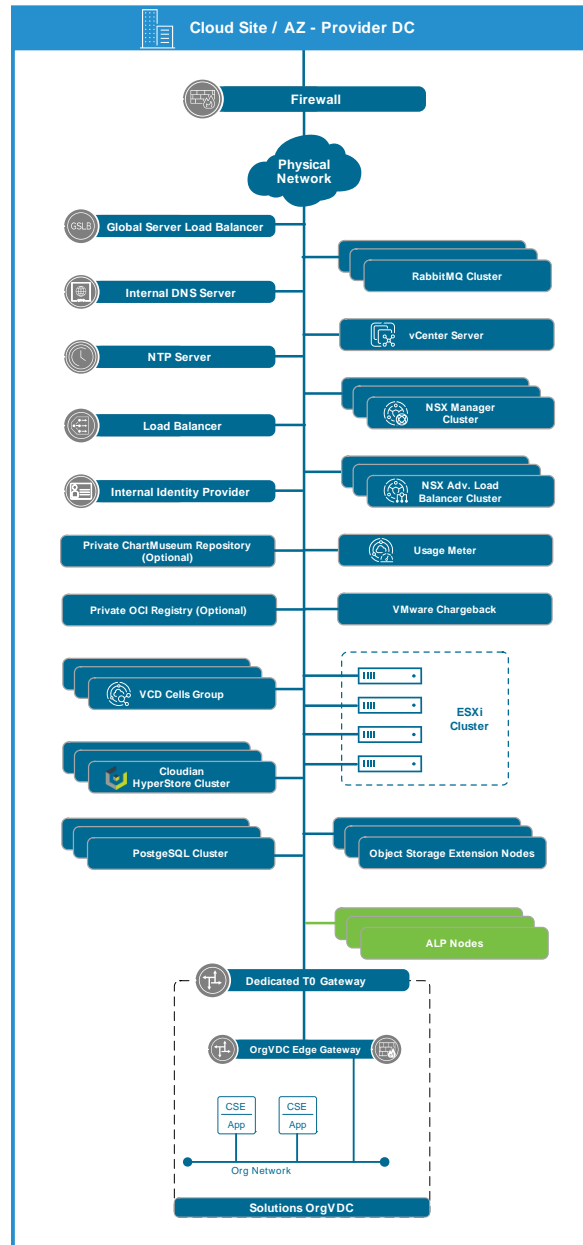 Cloud Site / AZ - Provider DC
Firewall
Physical
Network
GSLB
Global Server Load Balancer
RabbitMQ Cluster
Internal DNS Server
vCenter Server
NTP Server
NSX Manager
Cluster
Load Balancer
NSX Adv. Load
Balancer Cluster
Internal Identity Provider
Private ChartMuseum Repository
(Optional)
Usage Meter
Private OCI Registry (Optional)
VMware Chargeback
VCD Cells Group
ESXi
Cluster
Cloudian
HyperStore Cluster
PostgeSQL Cluster
Object Storage Extension Nodes
ALP Nodes
Dedicated T0 Gateway
OrgVDC Edge Gateway
CSE
App
CSE
App
Org Network
Solutions OrgVDC